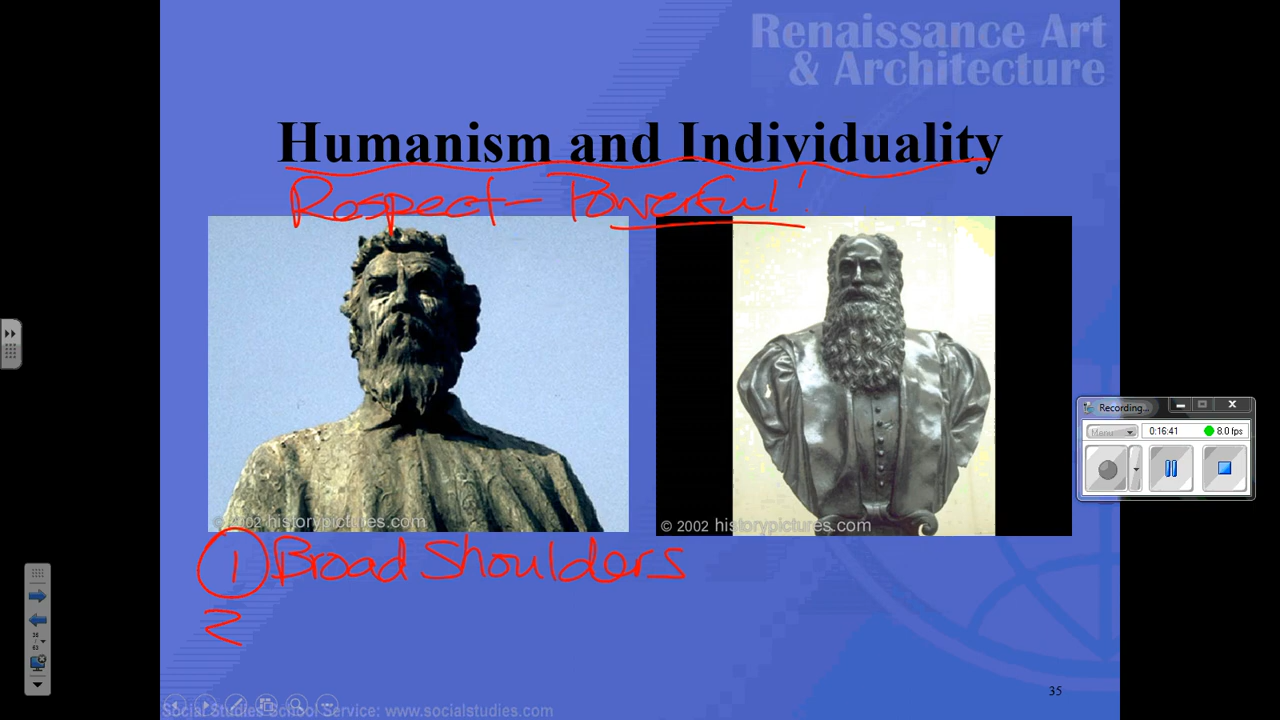 Renaissance Art
& Architecture
Humanism and Individuality
Respect- Powerful!
© 2002 historypictures.com
© 2002 historypictures.com
1 Broad Shoulders
2
Recording...
Menu
0:16:41
8.0 fps
35
Social Studies School Service: www.socialstudies.com